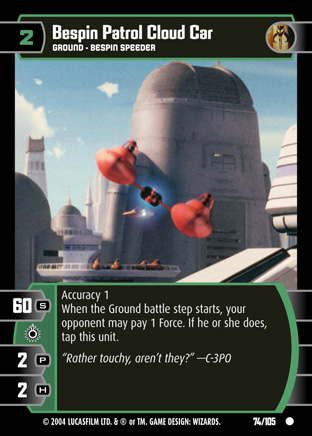 2
Bespin Patrol Cloud Car
GROUND - BESPIN SPEEDER
60 S
Accuracy 1
When the Ground battle step starts, your
opponent may pay 1 Force. If he or she does,
tap this unit.
2 P
“Rather touchy, aren’t they?” —C-3PO
2 H
© 2004 LUCASFILM LTD. & ® or TM. GAME DESIGN: WIZARDS.
74/105